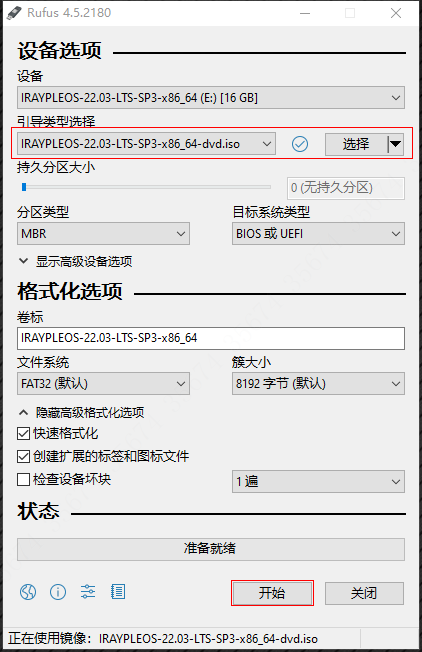 Rufus 4.5.2180
设备选项
设备
IRAYPLEOS-22.03-LTS-SP3-x86_64 (E:) [16 GB]
引导类型选择
IRAYPLEOS-22.03-LTS-SP3-x86_64-dvd.iso 选择
持久分区大小
0 (无持久分区)
分区类型 目标系统类型
MBR BIOS 或 UEFI
显示高级设备选项
格式化选项
卷标
IRAYPLEOS-22.03-LTS-SP3-x86_64
文件系统 簇大小
FAT32 (默认) 8192 字节 (默认)
隐藏高级格式化选项
快速格式化
创建扩展的标签和图标文件
检查设备坏块 1 遍
状态
准备就绪
开始 关闭
正在使用镜像: IRAYPLEOS-22.03-LTS-SP3-x86_64-dvd.iso